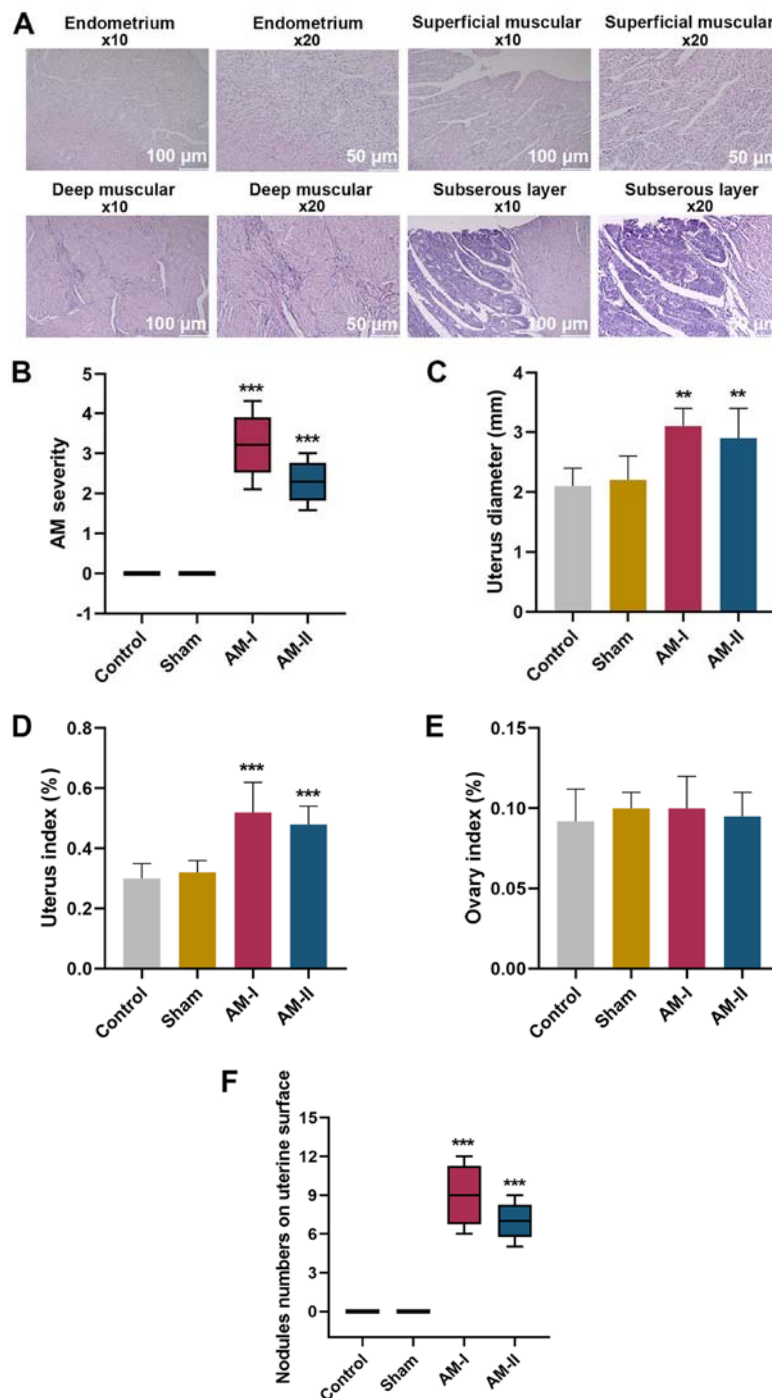 A
Endometrium
x10
Endometrium
x20
Superficial muscular
x10
Superficial muscular
x20
100 µm
50 µm
100 µm
50 µm
Deep muscular
x10
Deep muscular
x20
Subserous layer
x10
Subserous layer
x20
100 µm
50 µm
100 µm
50 µm
B
AM severity
5
4
3
2
1
0
-1
***
***
Control
Sham
AM-I
AM-II
C
Uterus diameter (mm)
4
3
2
1
0
**
**
Control
Sham
AM-I
AM-II
D
Uterus index (%)
0.8
0.6
0.4
0.2
0.0
***
***
Control
Sham
AM-I
AM-II
E
Ovary index (%)
0.15
0.10
0.05
0.00
Control
Sham
AM-I
AM-II
F
Nodules numbers on uterine surface
15
12
9
6
3
0
***
***
Control
Sham
AM-I
AM-II